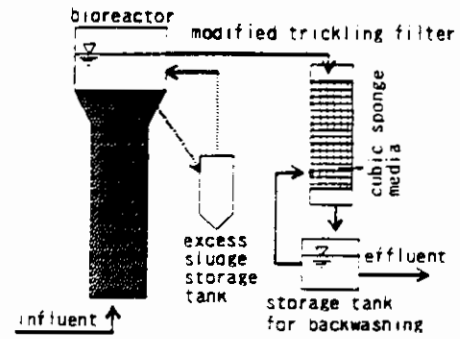 bioreactor
modified trickling filter
cubic sponge
media
excess
sludge
storage
tank
effluent
influent
storage tank
for backwashing